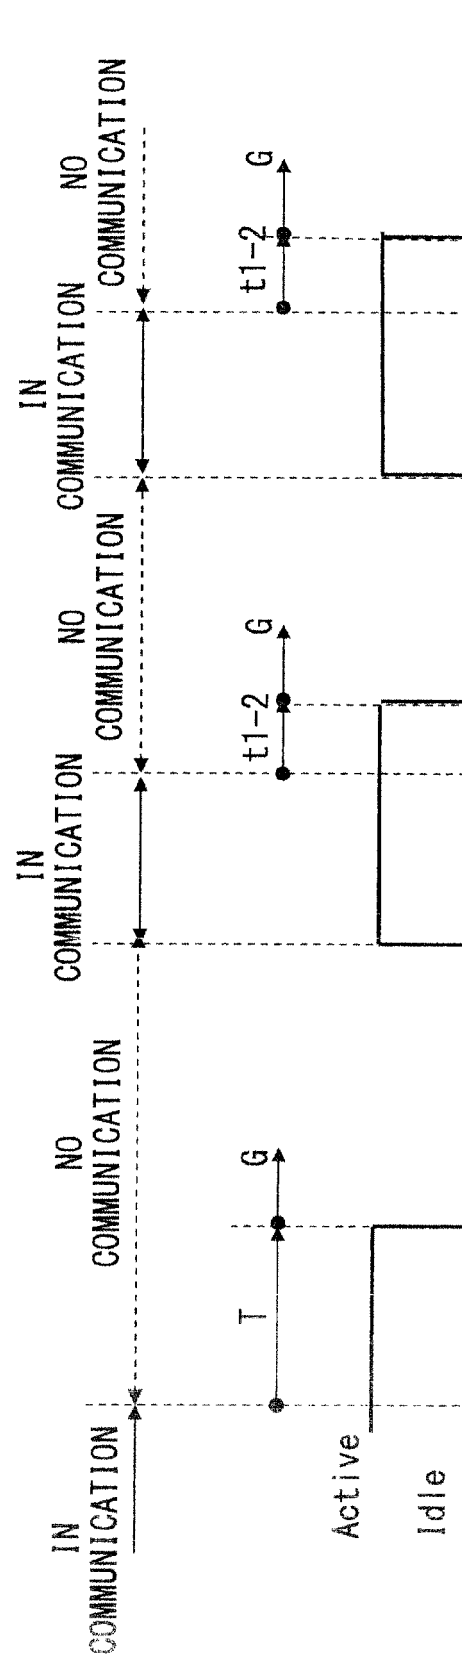 IN
COMMUNICATION
NO
COMMUNICATION
IN
COMMUNICATION
NO
COMMUNICATION
IN
COMMUNICATION
NO
COMMUNICATION
T
G
t1-2
G
t1-2
G
Active
Idle